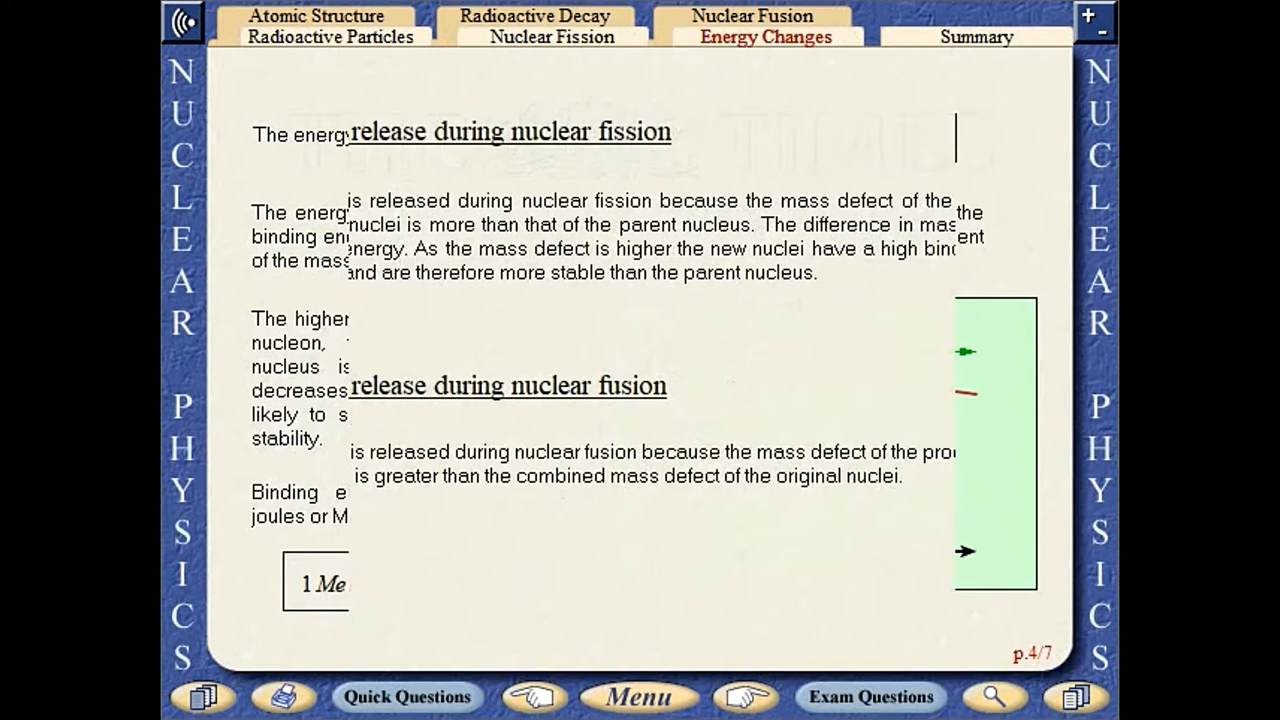 Atomic Structure Radioactive Decay Nuclear Fusion
Radioactive Particles Nuclear Fission Energy Changes Summary
NUCLEAR PHYSICS
NUCLEAR PHYSICS
The energy release during nuclear fission
The energ is released during nuclear fission because the mass defect of the the
binding en nuclei is more than that of the parent nucleus. The difference in mas ent
of the mass energy. As the mass defect is higher the new nuclei have a high bin
and are therefore more stable than the parent nucleus.
The higher
nucleon,
nucleus is
decreases release during nuclear fusion
likely to s
stability. is released during nuclear fusion because the mass defect of the pro
is greater than the combined mass defect of the original nuclei.
Binding e
joules or M
1 Me
p.4/7
Quick Questions Menu Exam Questions